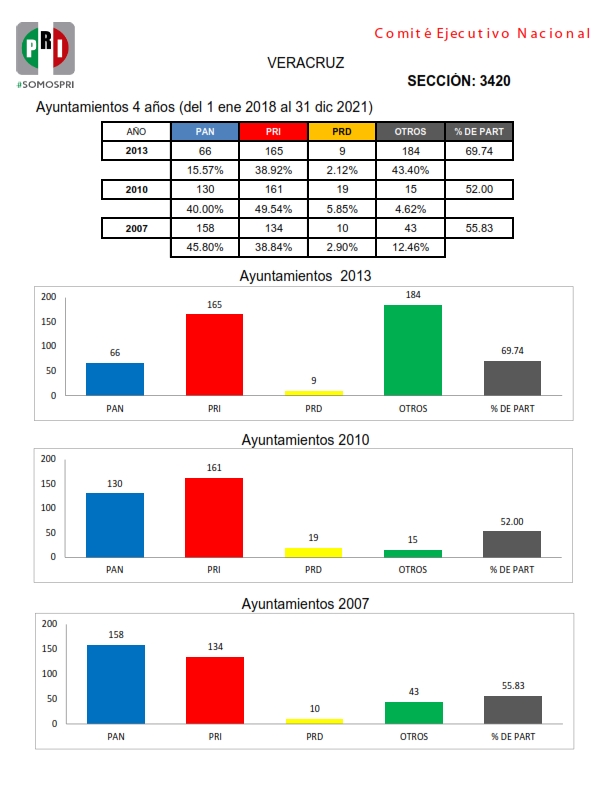 Comité Ejecutivo Nacional
PRI
#SOMOSPRI
VERACRUZ
SECCIÓN: 3420
Ayuntamientos 4 años (del 1 ene 2018 al 31 dic 2021)
AÑO PAN PRI PRD OTROS % DE PART
2013 66 165 9 184 69.74
15.57% 38.92% 2.12% 43.40%
2010 130 161 19 15 52.00
40.00% 49.54% 5.85% 4.62%
2007 158 134 10 43 55.83
45.80% 38.84% 2.90% 12.46%
Ayuntamientos 2013
200
150
100
50
0
66 165 9 184 69.74
PAN PRI PRD OTROS % DE PART
Ayuntamientos 2010
200
150
100
50
0
130 161 19 15 52.00
PAN PRI PRD OTROS % DE PART
Ayuntamientos 2007
200
150
100
50
0
158 134 10 43 55.83
PAN PRI PRD OTROS % DE PART